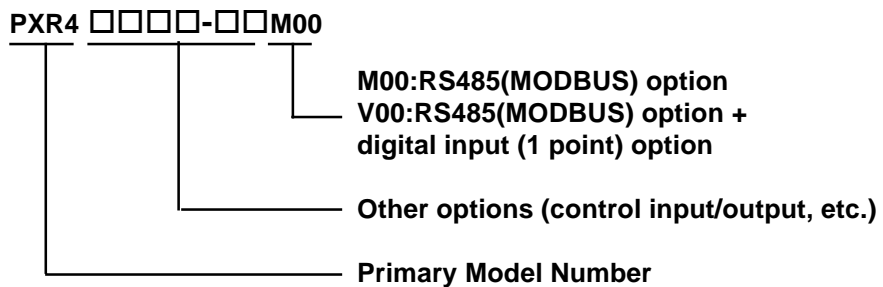 PXR4 □□□□-□□M00
M00:RS485(MODBUS) option
V00:RS485(MODBUS) option +
digital input (1 point) option
Other options (control input/output, etc.)
Primary Model Number